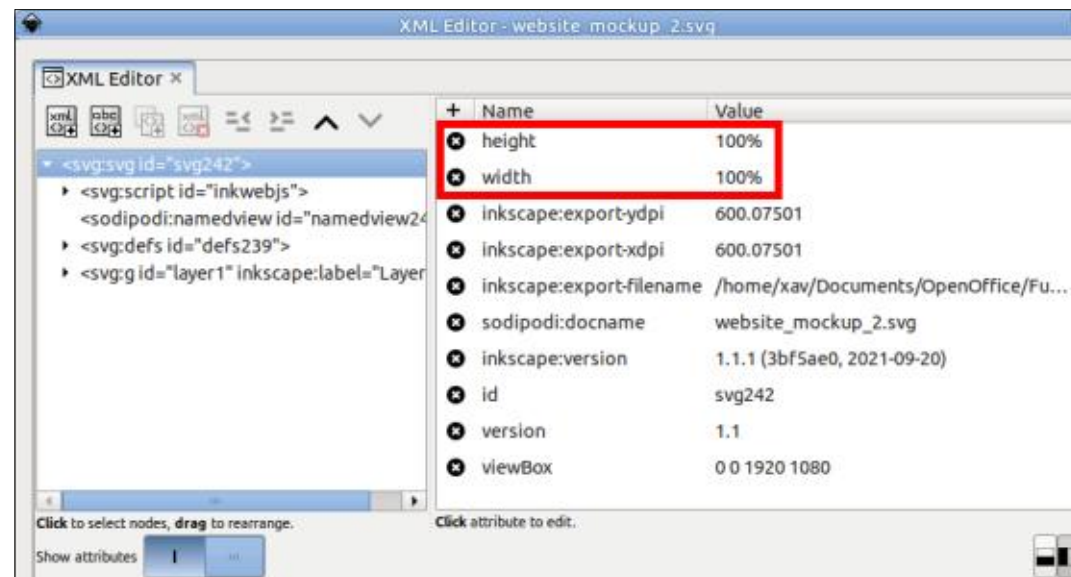 XML Editor - website_mockup_2.svg
XML Editor ×
+ Name Value
height 100%
width 100%
inkscape:export-ydpi 600.07501
inkscape:export-xdpi 600.07501
inkscape:export-filename /home/xav/Documents/OpenOffice/Fu...
sodipodi:docname website_mockup_2.svg
inkscape:version 1.1.1 (3bf5ae0, 2021-09-20)
id svg242
version 1.1
viewBox 0 0 1920 1080
<svg:svg id="svg242">
<svg:script id="inkwebjs">
<sodipodi:namedview id="namedview24
<svg:defs id="defs239">
<svg:g id="layer1" inkscape:label="Layer
Click to select nodes, drag to rearrange.
Click attribute to edit.
Show attributes